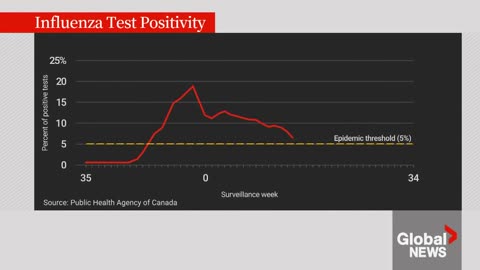 Influenza Test Positivity
25%
20
15
10
5
0
Percent of positive tests
Epidemic threshold (5%)
35
0
34
Surveillance week
Source: Public Health Agency of Canada
Global
NEWS